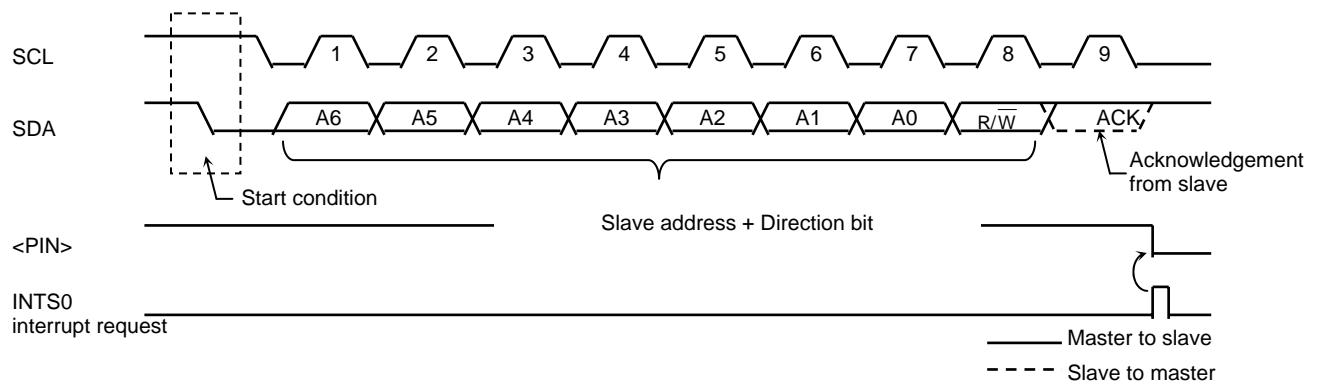 SCL 1 2 3 4 5 6 7 8 9
SDA A6 A5 A4 A3 A2 A1 A0 R/W̅ ACK
Acknowledgement
from slave
Start condition
Slave address + Direction bit
<PIN>
INTS0
interrupt request
Master to slave
Slave to master